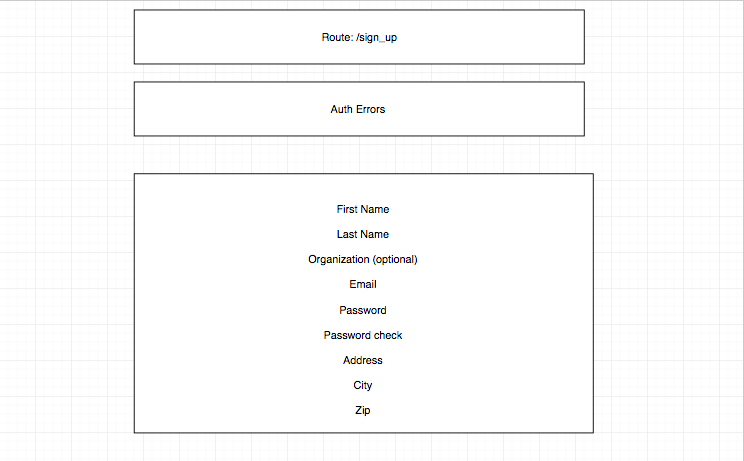 Route: /sign_up
Auth Errors
First Name
Last Name
Organization (optional)
Email
Password
Password check
Address
City
Zip